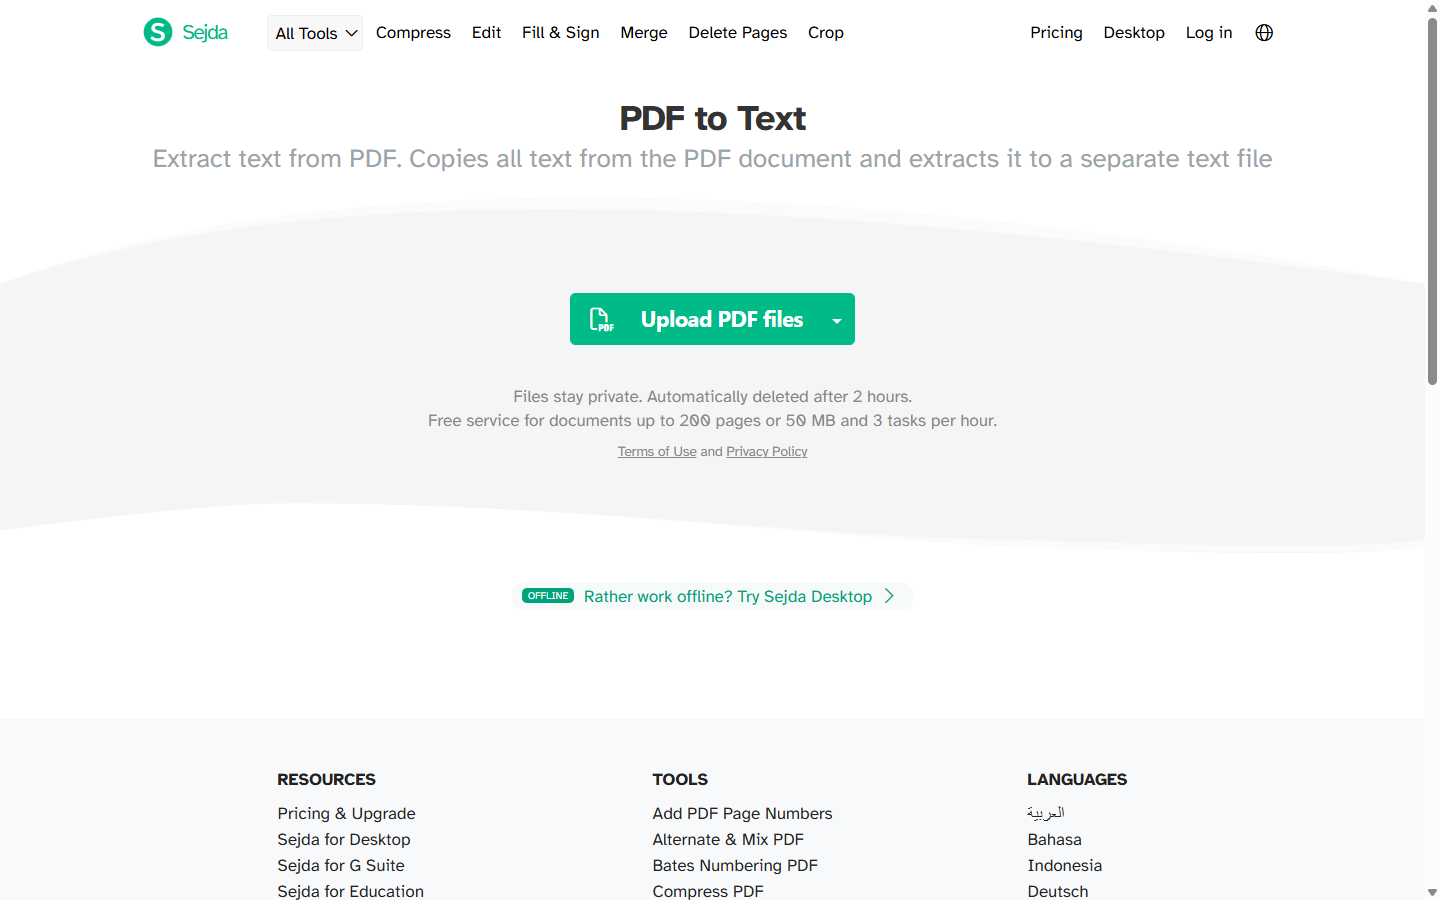 S Sejda All Tools Compress Edit Fill & Sign Merge Delete Pages Crop Pricing Desktop Log in
PDF to Text
Extract text from PDF. Copies all text from the PDF document and extracts it to a separate text file
PDF Upload PDF files
Files stay private. Automatically deleted after 2 hours.
Free service for documents up to 200 pages or 50 MB and 3 tasks per hour.
Terms of Use and Privacy Policy
OFFLINE Rather work offline? Try Sejda Desktop
RESOURCES
Pricing & Upgrade
Sejda for Desktop
Sejda for G Suite
Sejda for Education
TOOLS
Add PDF Page Numbers
Alternate & Mix PDF
Bates Numbering PDF
Compress PDF
LANGUAGES
العربية
Bahasa
Indonesia
Deutsch